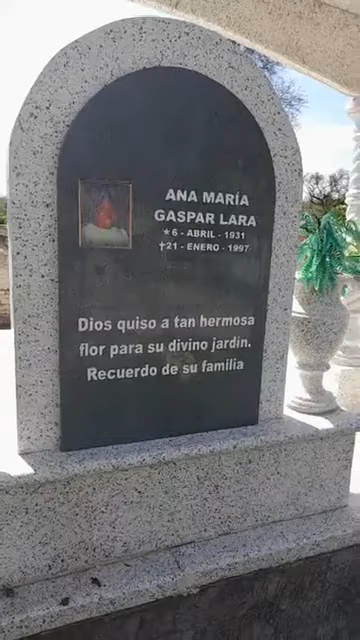 ANA MARÍA
GASPAR LARA
★6 - ABRIL - 1931
✝21 - ENERO - 1997
Dios quiso a tan hermosa
flor para su divino jardín.
Recuerdo de su familia